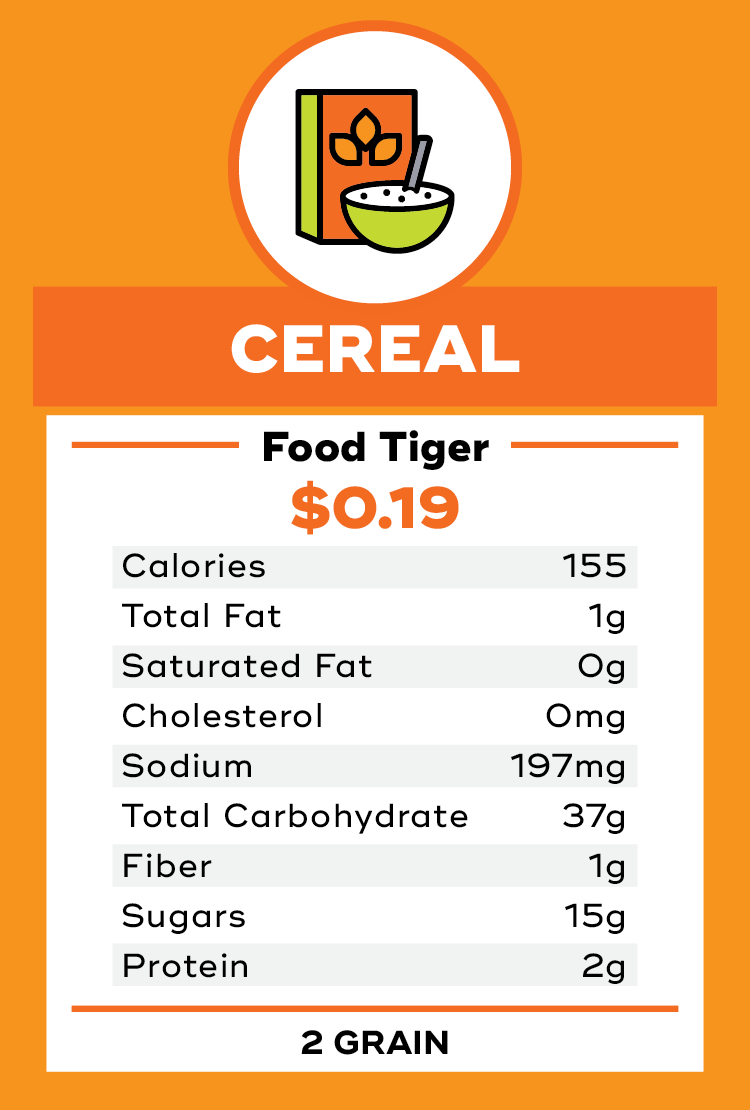 CEREAL
Food Tiger
$0.19
Calories 155
Total Fat 1g
Saturated Fat 0g
Cholesterol 0mg
Sodium 197mg
Total Carbohydrate 37g
Fiber 1g
Sugars 15g
Protein 2g
2 GRAIN